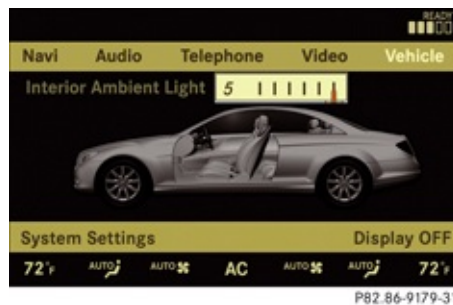 READY
Navi Audio Telephone Video Vehicle
Interior Ambient Light 5
System Settings Display OFF
72°F AUTO AUTO AC AUTO AUTO 72°F
P82.86-9179-31